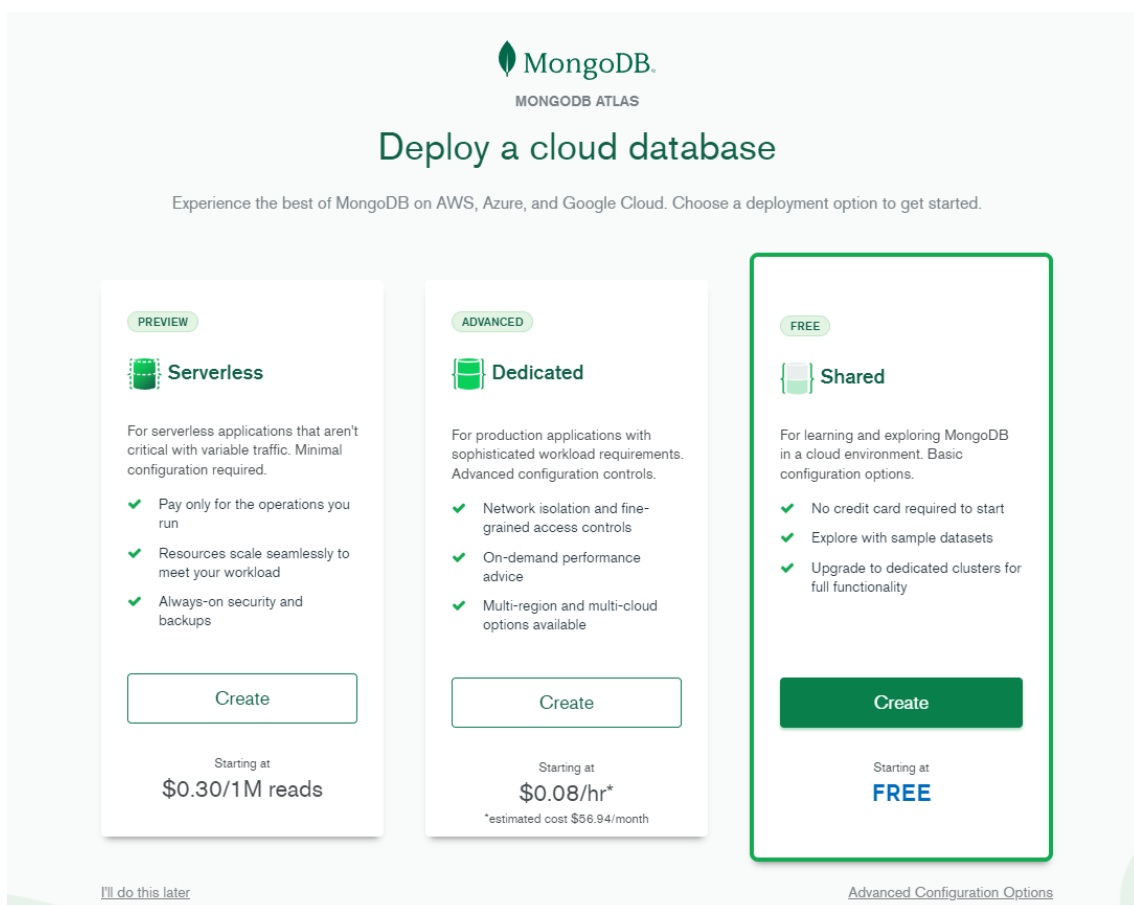 MongoDB.
MONGODB ATLAS
Deploy a cloud database
Experience the best of MongoDB on AWS, Azure, and Google Cloud. Choose a deployment option to get started.
PREVIEW
Serverless
For serverless applications that aren't
critical with variable traffic. Minimal
configuration required.
Pay only for the operations you
run
Resources scale seamlessly to
meet your workload
Always-on security and
backups
Create
Starting at
$0.30/1M reads
ADVANCED
Dedicated
For production applications with
sophisticated workload requirements.
Advanced configuration controls.
Network isolation and fine-
grained access controls
On-demand performance
advice
Multi-region and multi-cloud
options available
Create
Starting at
$0.08/hr*
*estimated cost $56.94/month
FREE
Shared
For learning and exploring MongoDB
in a cloud environment. Basic
configuration options.
No credit card required to start
Explore with sample datasets
Upgrade to dedicated clusters for
full functionality
Create
Starting at
FREE
I'll do this later
Advanced Configuration Options